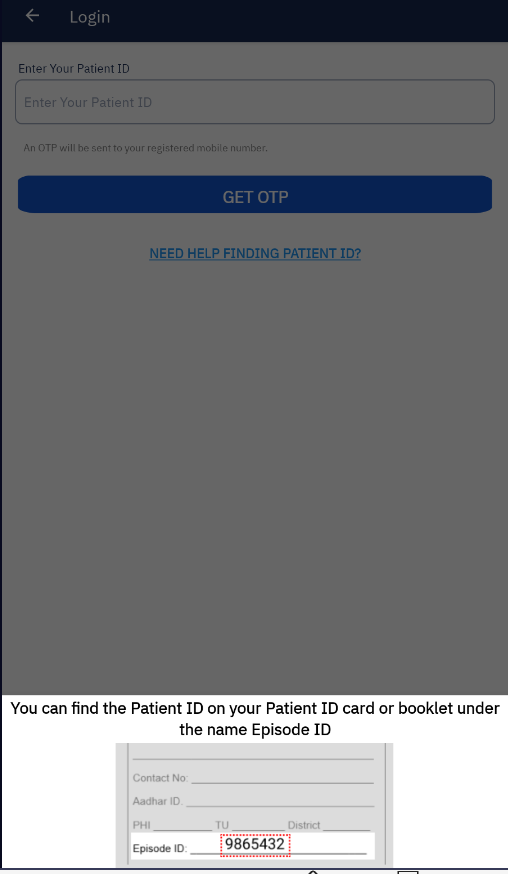 Login
Enter Your Patient ID
Enter Your Patient ID
An OTP will be sent to your registered mobile number.
GET OTP
NEED HELP FINDING PATIENT ID?
You can find the Patient ID on your Patient ID card or booklet under
the name Episode ID
Contact No:
Aadhar ID.
PHI TU District
Episode ID: 9865432